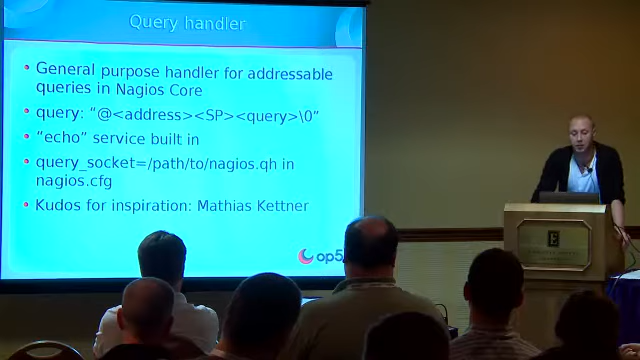 Query handler
General purpose handler for addressable
queries in Nagios Core
query: “@<address><SP><query>\0”
“echo” service built in
query_socket=/path/to/nagios.qh in
nagios.cfg
Kudos for inspiration: Mathias Kettner
op5
E